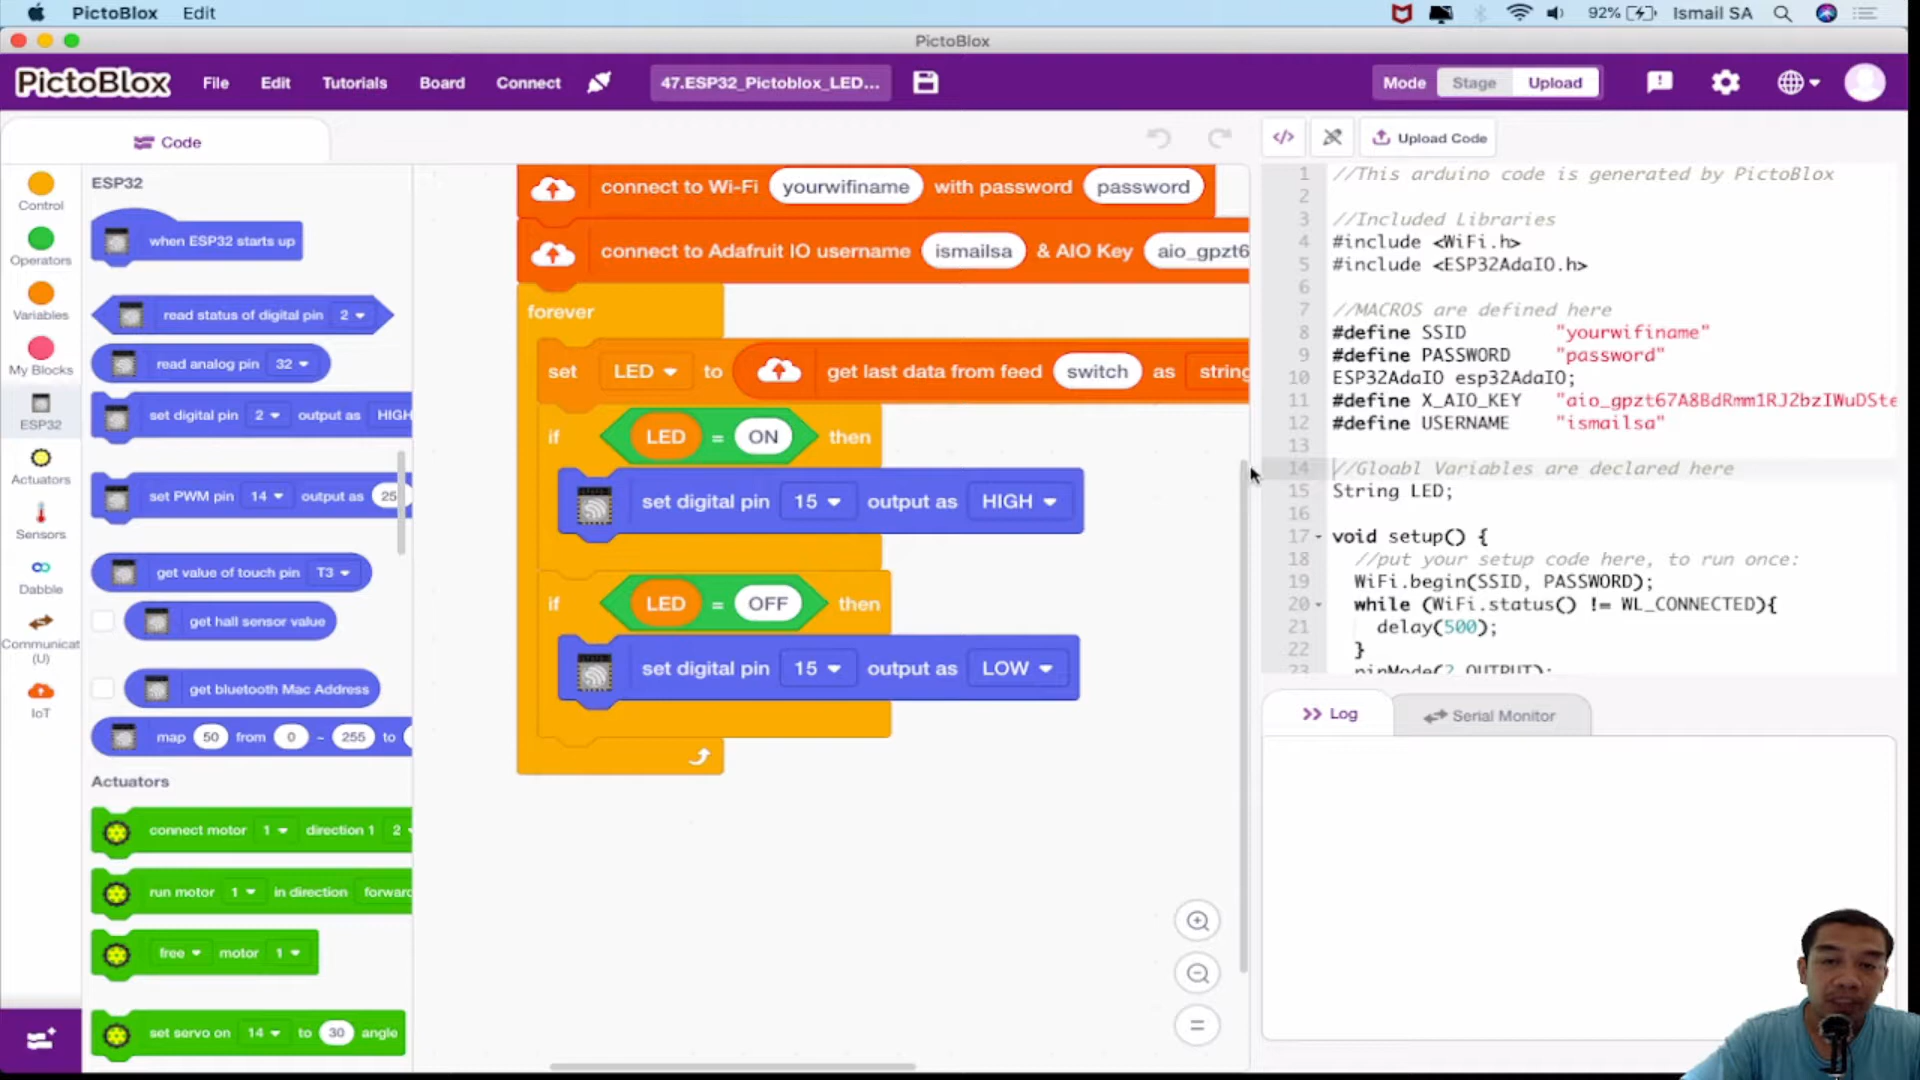 PictoBlox Edit
92% Ismail SA
PictoBlox
PictoBlox File Edit Tutorials Board Connect 47.ESP32_Pictoblox_LED... Mode Stage Upload
Code
Upload Code
Control
Operators
Variables
My Blocks
ESP32
Actuators
Sensors
Dabble
Communicat
(U)
IoT
ESP32
when ESP32 starts up
read status of digital pin 2
read analog pin 32
set digital pin 2 output as HIGH
set PWM pin 14 output as 25
get value of touch pin T3
get hall sensor value
get bluetooth Mac Address
map 50 from 0 ~ 255 to
Actuators
connect motor 1 direction 1 2
run motor 1 in direction forward
free motor 1
set servo on 14 to 30 angle
connect to Wi-Fi yourwifiname with password password
connect to Adafruit IO username ismailsa & AIO Key aio_gpzt6
forever
set LED to get last data from feed switch as string
if LED = ON then
set digital pin 15 output as HIGH
if LED = OFF then
set digital pin 15 output as LOW
1 //This arduino code is generated by PictoBlox
2
3 //Included Libraries
4 #include <WiFi.h>
5 #include <ESP32AdaIO.h>
6
7 //MACROS are defined here
8 #define SSID "yourwifiname"
9 #define PASSWORD "password"
10 ESP32AdaIO esp32AdaIO;
11 #define X_AIO_KEY "aio_gpzt67A8BdRmm1RJ2bzIWuDSte
12 #define USERNAME "ismailsa"
13
14 //Gloabl Variables are declared here
15 String LED;
16
17 void setup() {
18 //put your setup code here, to run once:
19 WiFi.begin(SSID, PASSWORD);
20 while (WiFi.status() != WL_CONNECTED){
21 delay(500);
22 }
23 pinMode(2 OUTPUT);
Log
Serial Monitor